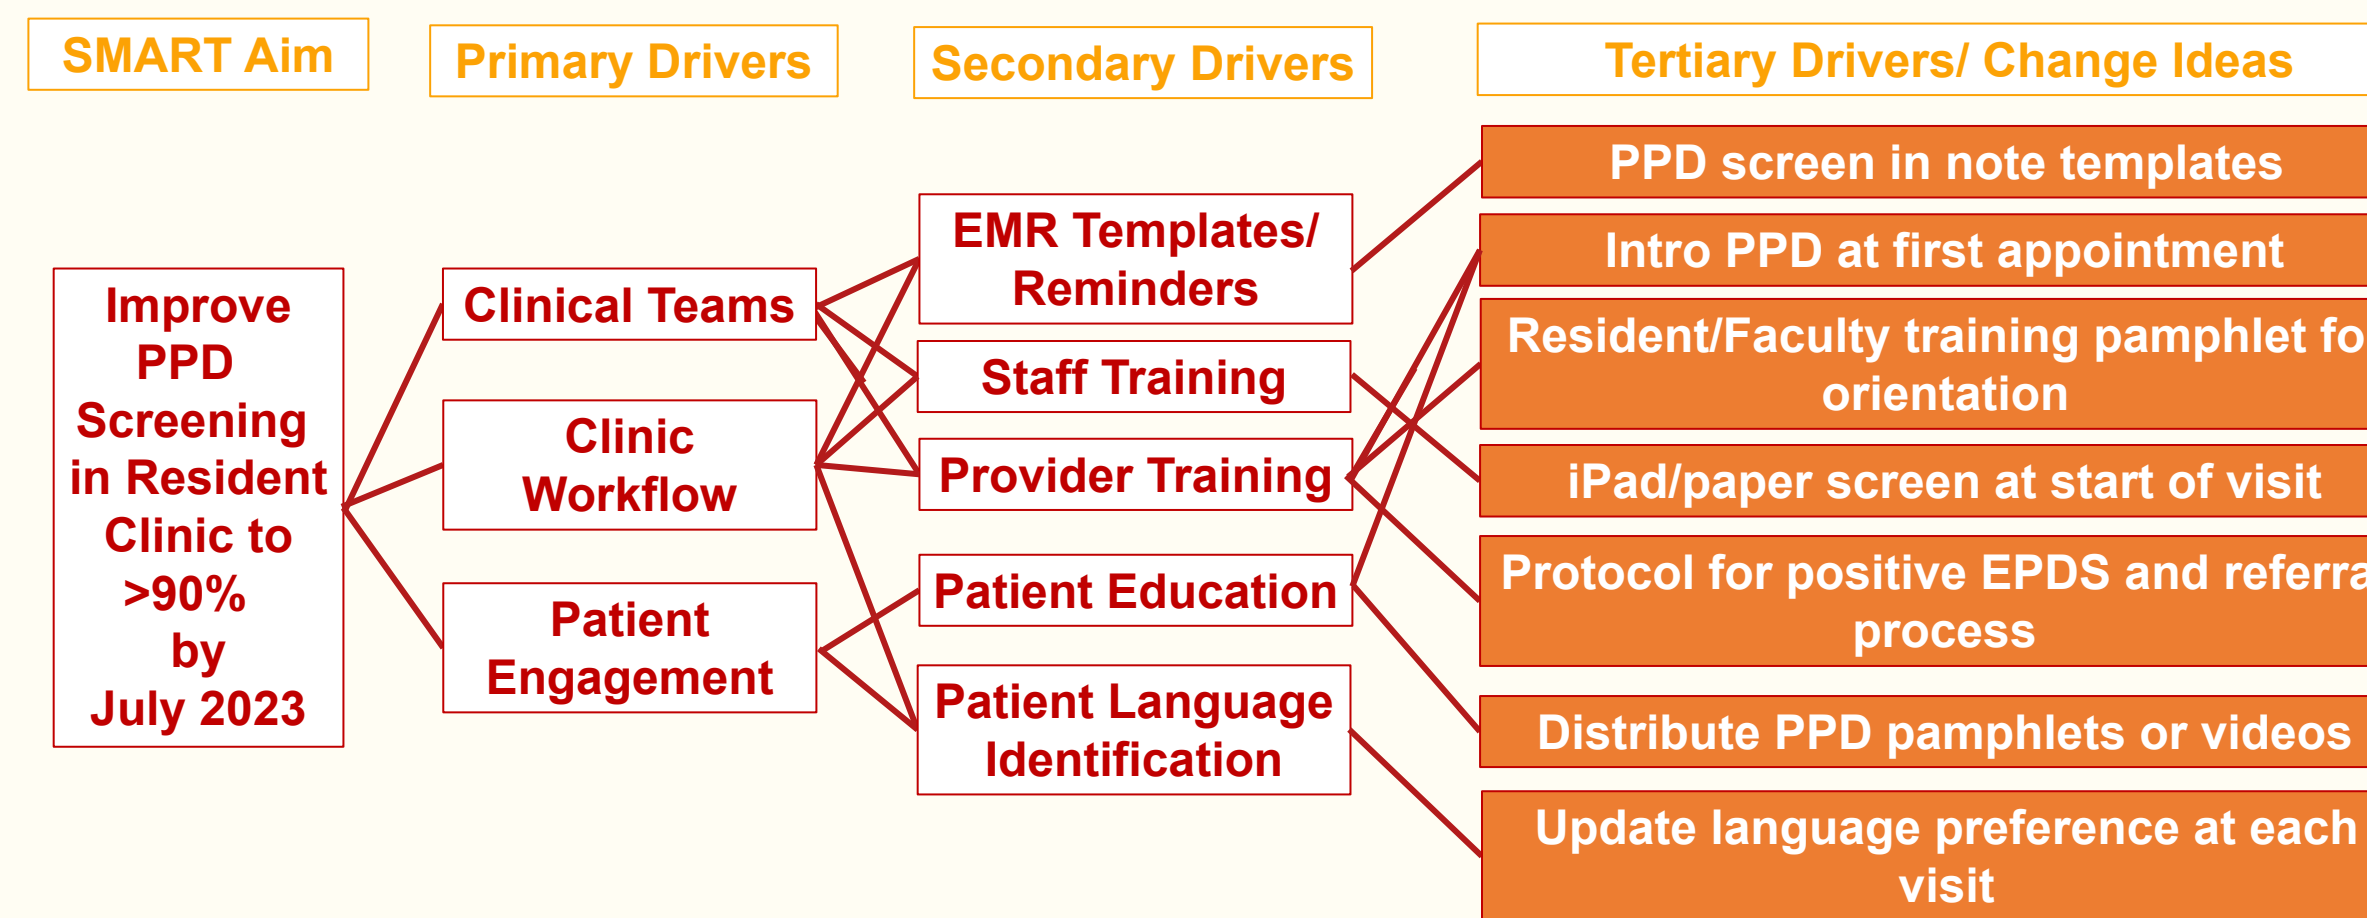 SMART Aim
Primary Drivers
Secondary Drivers
Tertiary Drivers/ Change Ideas
Improve
PPD
Screening
in Resident
Clinic to
>90%
by
July 2023
Clinical Teams
Clinic
Workflow
Patient
Engagement
EMR Templates/
Reminders
Staff Training
Provider Training
Patient Education
Patient Language
Identification
PPD screen in note templates
Intro PPD at first appointment
Resident/Faculty training pamphlet fo
orientation
iPad/paper screen at start of visit
Protocol for positive EPDS and referra
process
Distribute PPD pamphlets or videos
Update language preference at each
visit